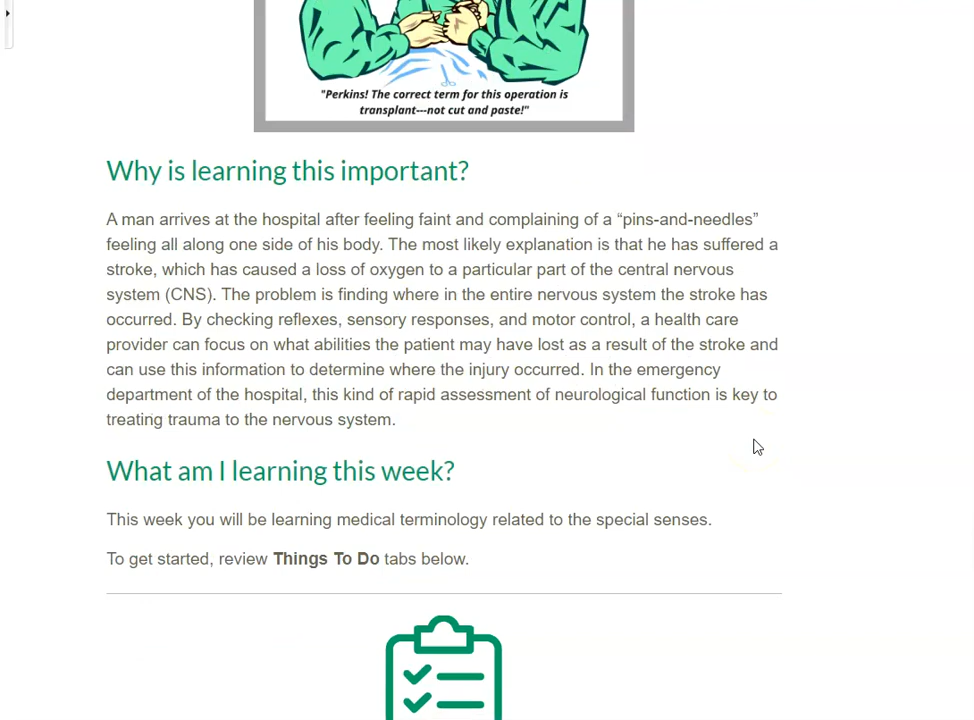 "Perkins! The correct term for this operation is
transplant---not cut and paste!"
Why is learning this important?
A man arrives at the hospital after feeling faint and complaining of a “pins-and-needles”
feeling all along one side of his body. The most likely explanation is that he has suffered a
stroke, which has caused a loss of oxygen to a particular part of the central nervous
system (CNS). The problem is finding where in the entire nervous system the stroke has
occurred. By checking reflexes, sensory responses, and motor control, a health care
provider can focus on what abilities the patient may have lost as a result of the stroke and
can use this information to determine where the injury occurred. In the emergency
department of the hospital, this kind of rapid assessment of neurological function is key to
treating trauma to the nervous system.
What am I learning this week?
This week you will be learning medical terminology related to the special senses.
To get started, review Things To Do tabs below.